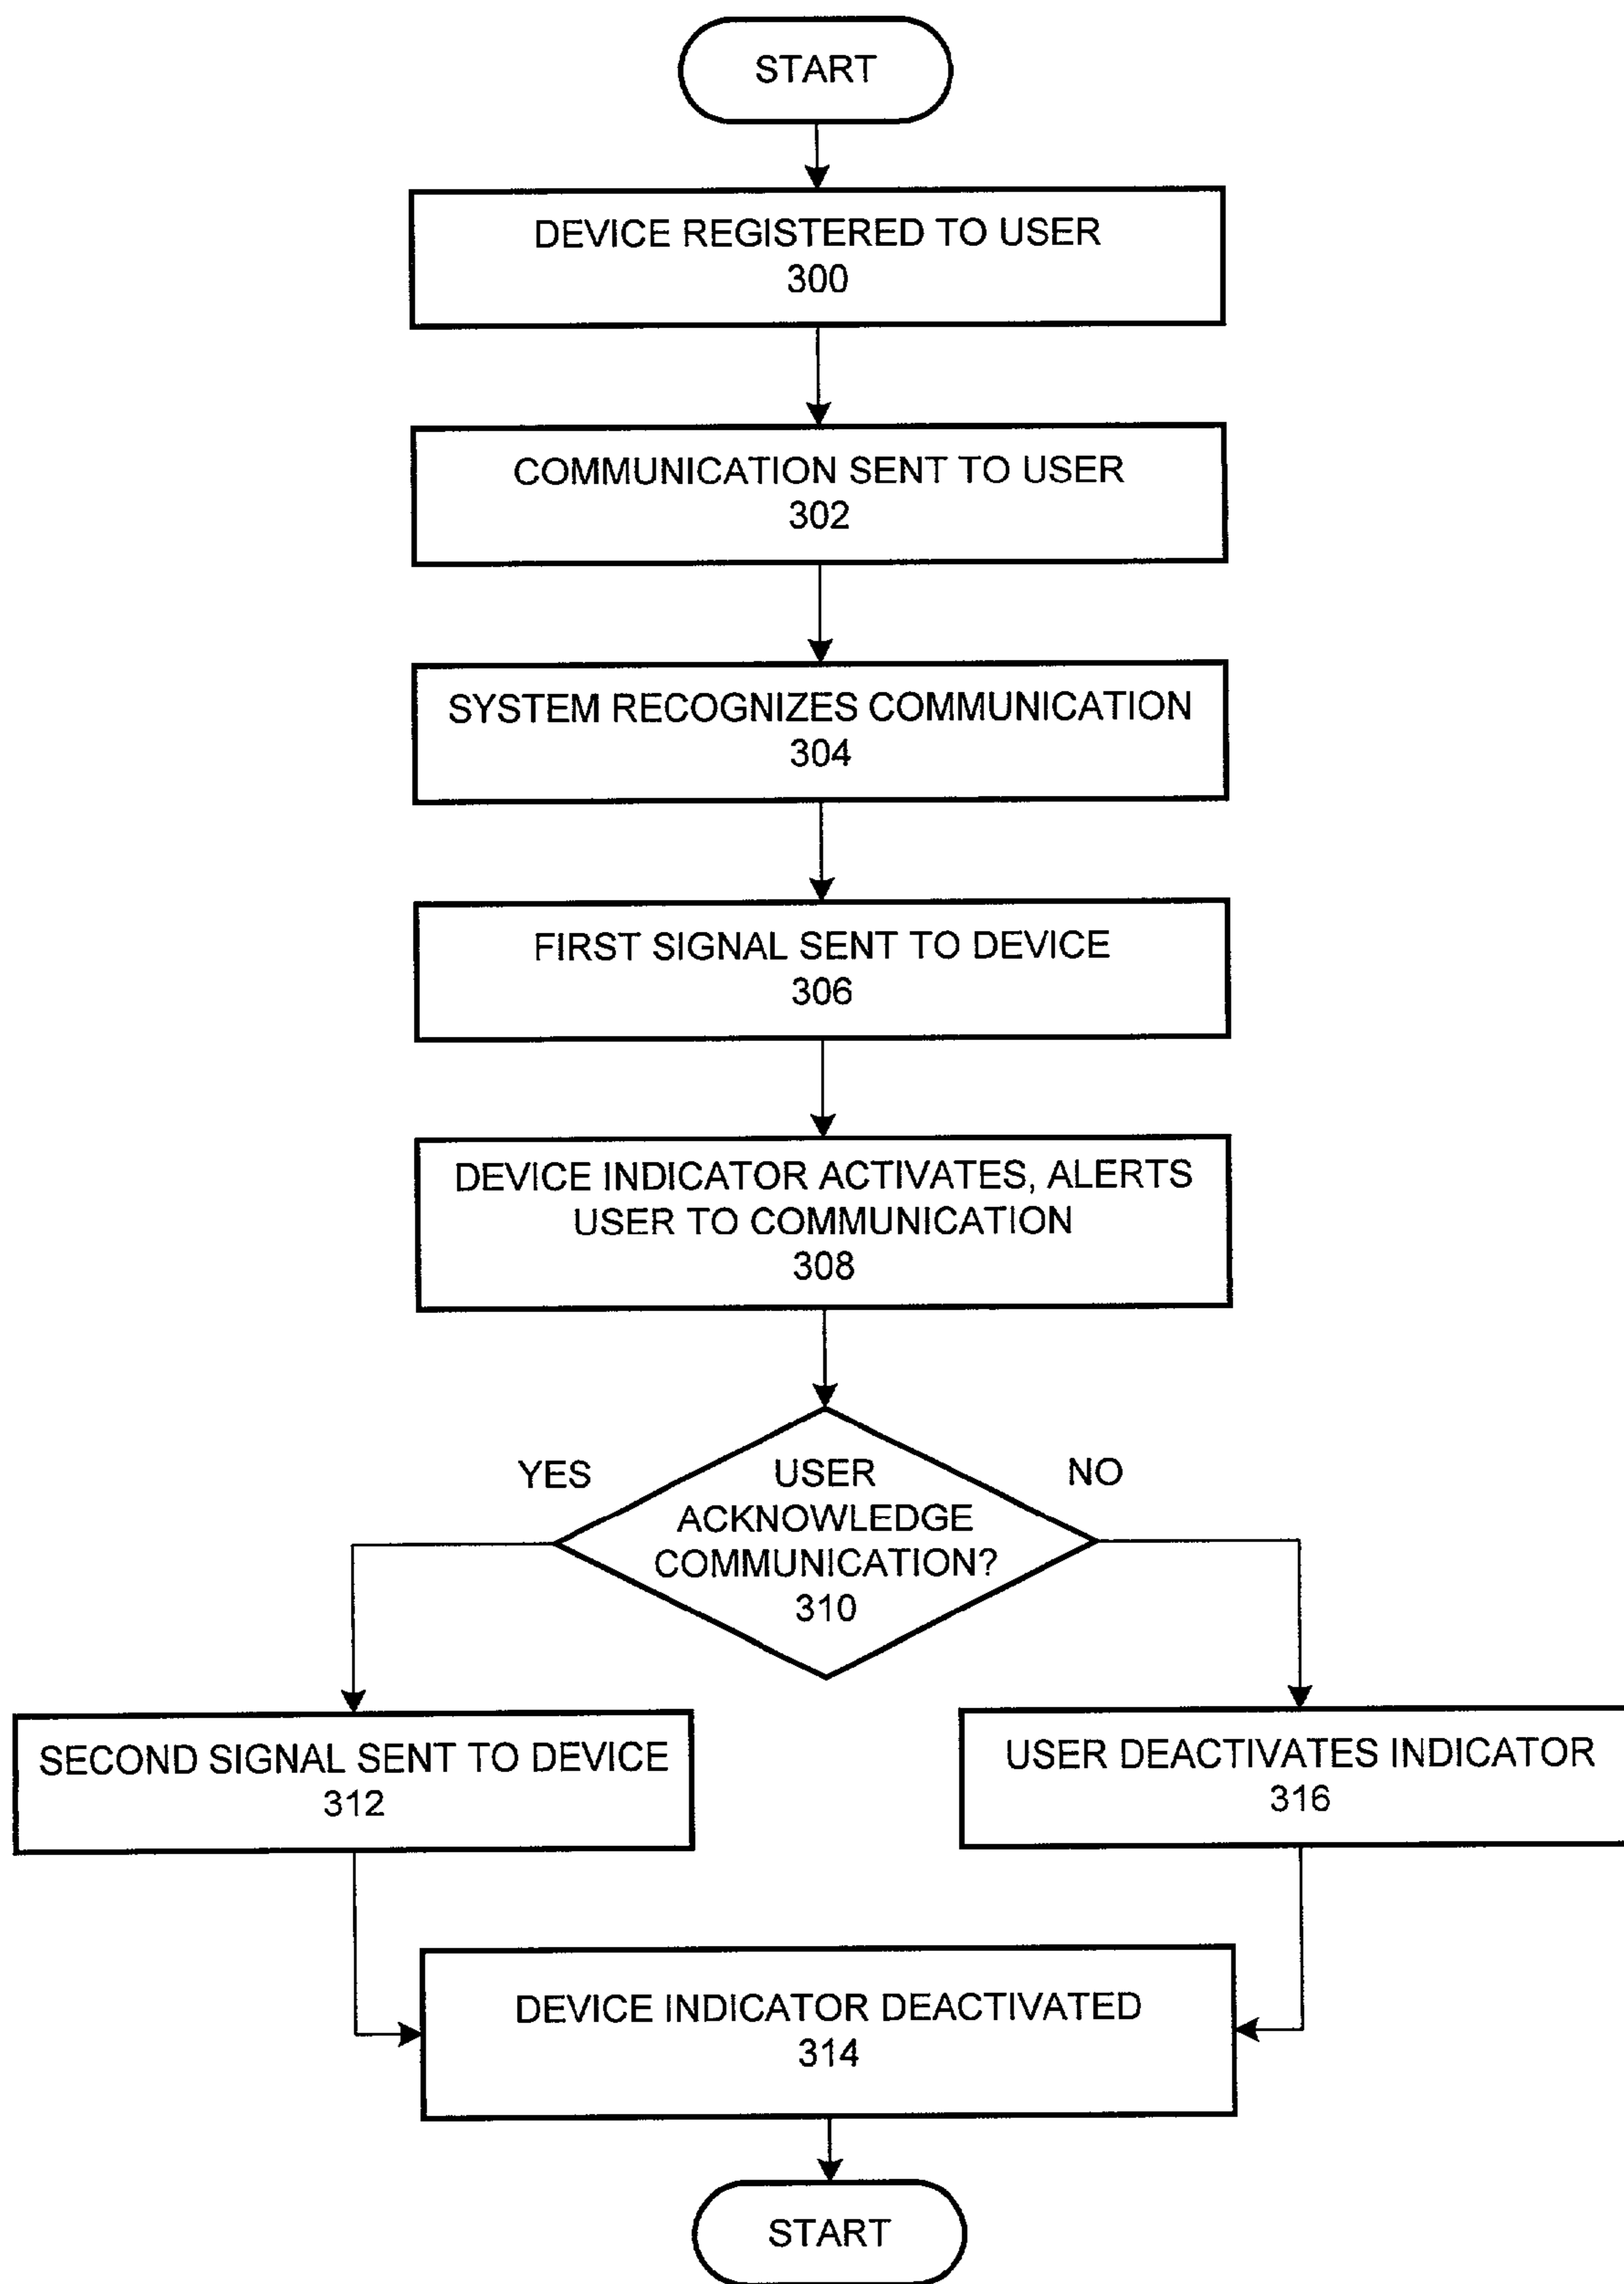 START
DEVICE REGISTERED TO USER
300
COMMUNICATION SENT TO USER
302
SYSTEM RECOGNIZES COMMUNICATION
304
FIRST SIGNAL SENT TO DEVICE
306
DEVICE INDICATOR ACTIVATES, ALERTS
USER TO COMMUNICATION
308
YES
NO
USER
ACKNOWLEDGE
COMMUNICATION?
310
SECOND SIGNAL SENT TO DEVICE
312
USER DEACTIVATES INDICATOR
316
DEVICE INDICATOR DEACTIVATED
314
START